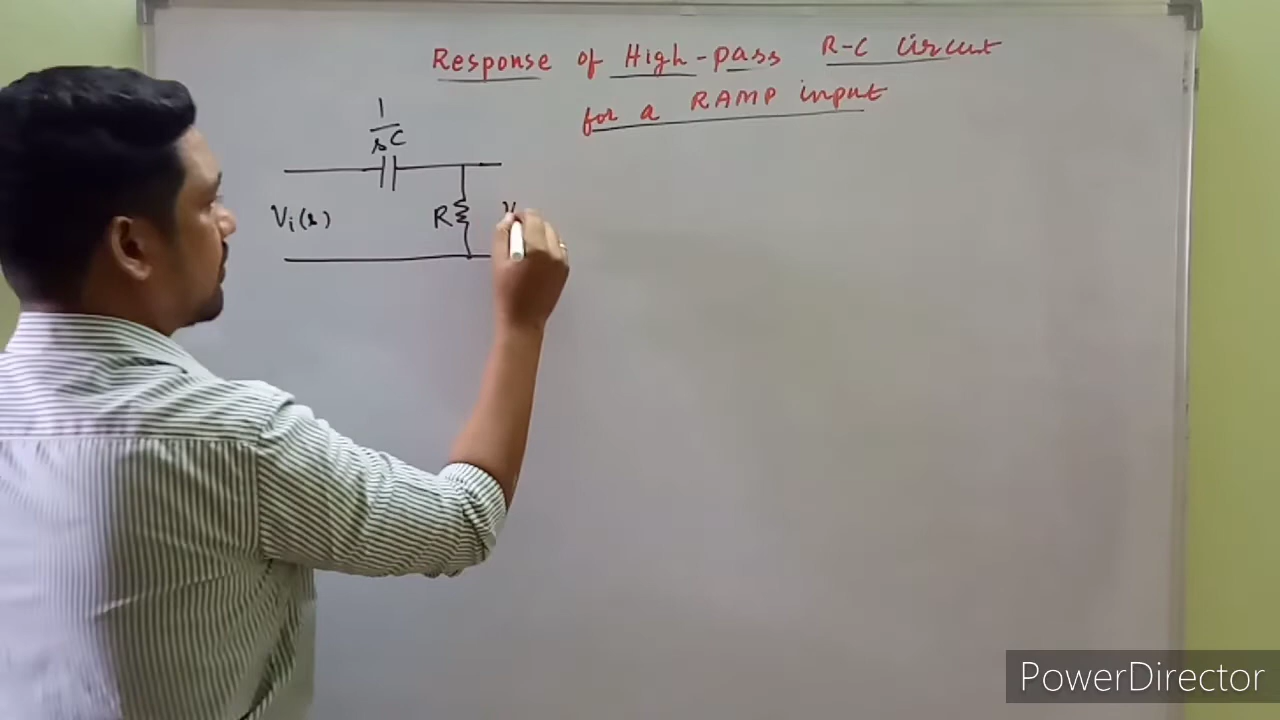 Response of High-pass R-C circuit
for a RAMP input
1
sC
Vi(s)
R
V
PowerDirector